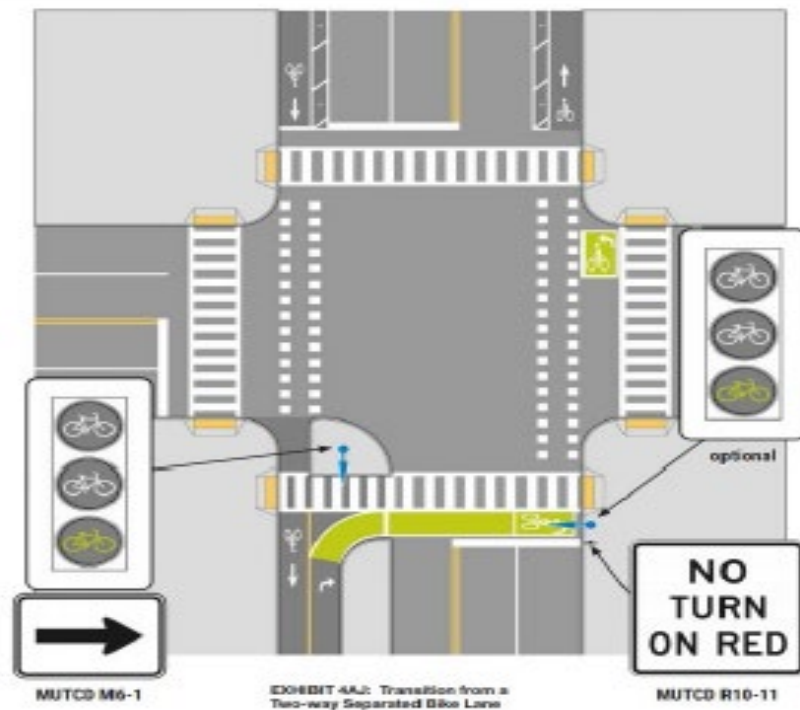 optional
NO
TURN
ON RED
MUTCD M6-1
EXHIBIT 4AJ: Transition from a
Two-way Separated Bike Lane
MUTCD R10-11